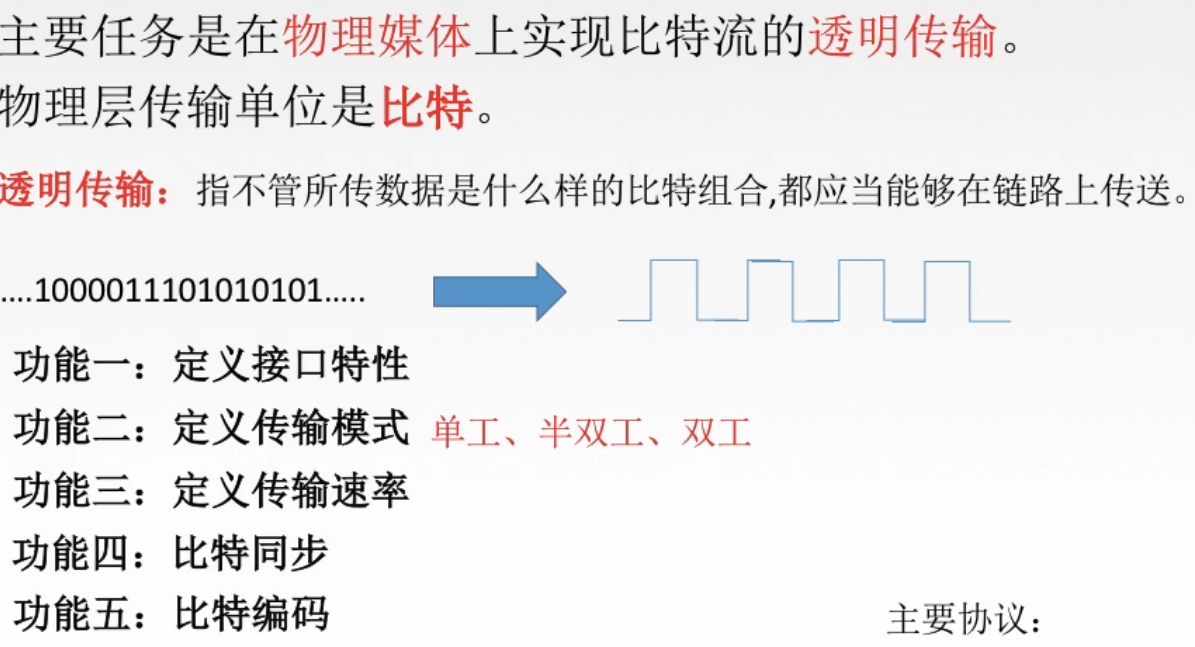 主要任务是在物理媒体上实现比特流的透明传输。
物理层传输单位是比特。
透明传输：指不管所传数据是什么样的比特组合,都应当能够在链路上传送。
....1000011101010101.....
功能一：定义接口特性
功能二：定义传输模式 单工、半双工、双工
功能三：定义传输速率
功能四：比特同步
功能五：比特编码
主要协议：